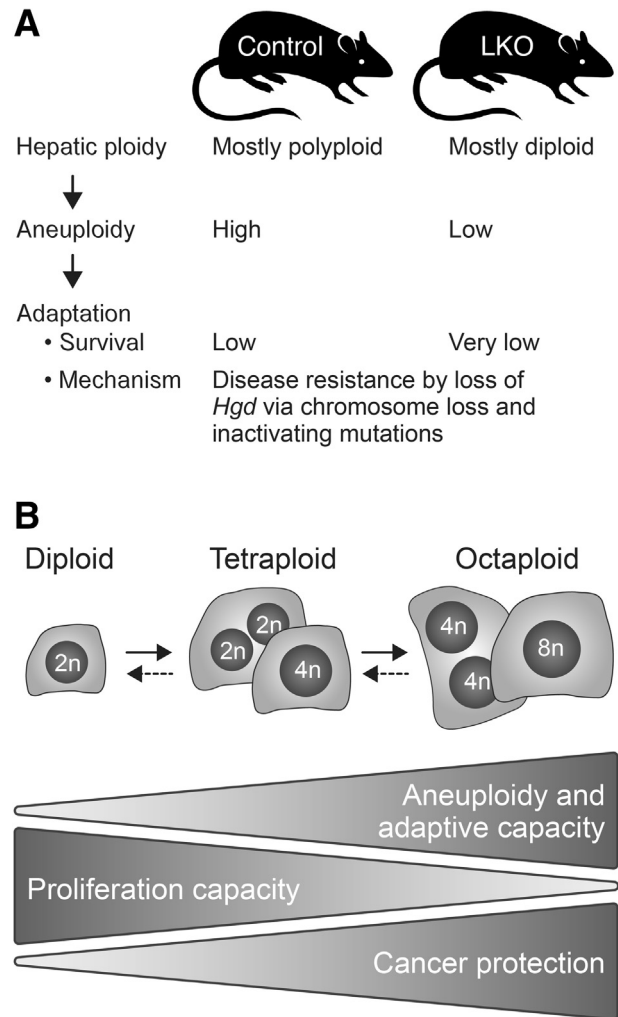 A
Control LKO
Hepatic ploidy Mostly polyploid Mostly diploid
Aneuploidy High Low
Adaptation
• Survival Low Very low
• Mechanism Disease resistance by loss of
Hgd via chromosome loss and
inactivating mutations
B
Diploid Tetraploid Octaploid
2n 2n 2n 4n 4n 4n 8n
Aneuploidy and
adaptive capacity
Proliferation capacity
Cancer protection